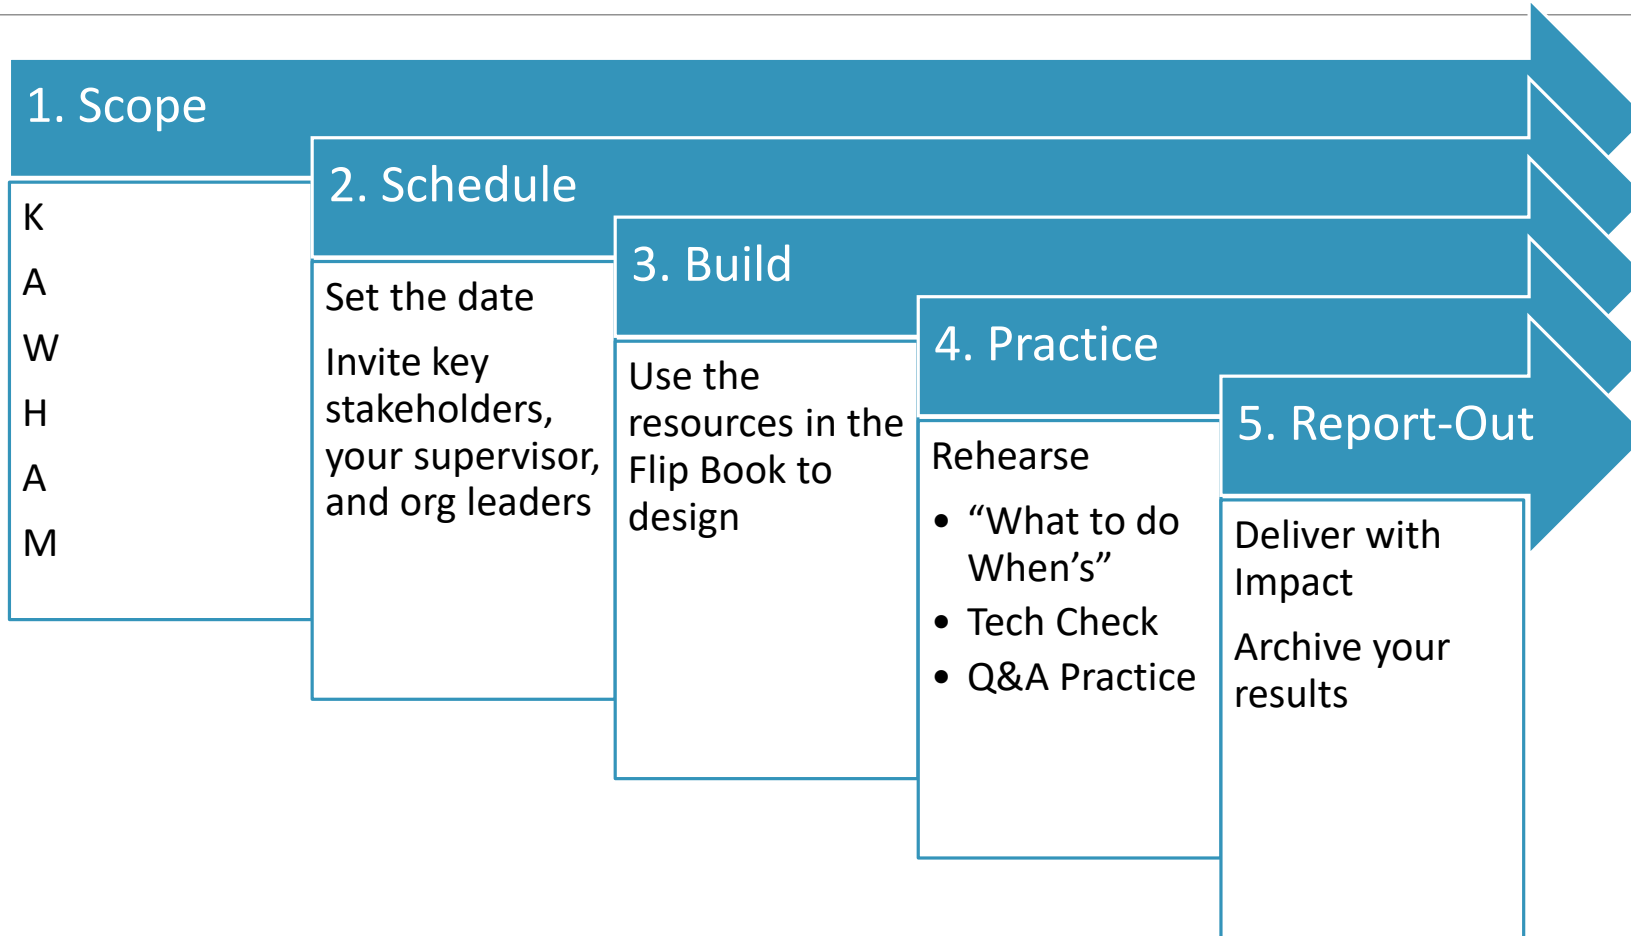 1. Scope
K
A
W
H
A
M
2. Schedule
Set the date
Invite key
stakeholders,
your supervisor,
and org leaders
3. Build
Use the
resources in the
Flip Book to
design
4. Practice
Rehearse
• “What to do
When's”
• Tech Check
• Q&A Practice
5. Report-Out
Deliver with
Impact
Archive your
results